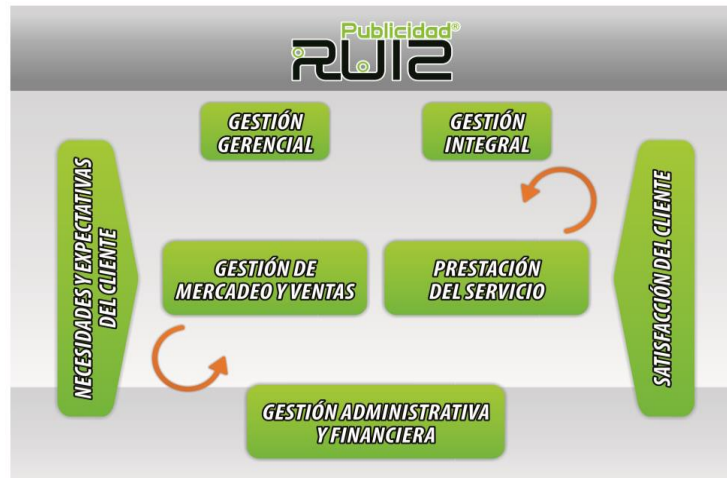 Publicidad®
RUIZ
GESTIÓN
GERENCIAL
GESTIÓN
INTEGRAL
NECESIDADES Y EXPECTATIVAS
DEL CLIENTE
GESTIÓN DE
MERCADEO Y VENTAS
PRESTACIÓN
DEL SERVICIO
SATISFACCIÓN DEL CLIENTE
GESTIÓN ADMINISTRATIVA
Y FINANCIERA